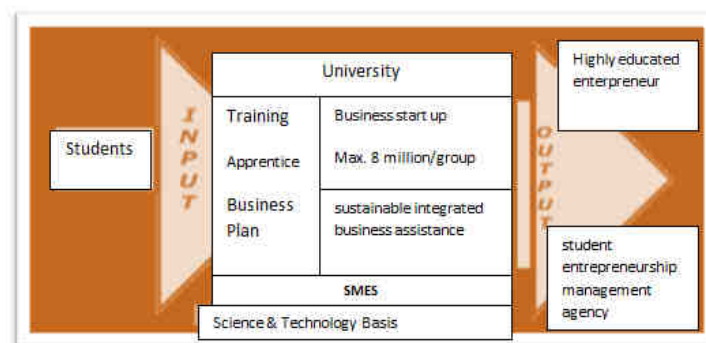 Students
INPUT
University
Training
Apprentice
Business
Plan
Business start up
Max. 8 million/group
sustainable integrated
business assistance
SMES
Science & Technology Basis
OUTPUT
Highly educated
enterpreneur
student
entrepreneurship
management
agency